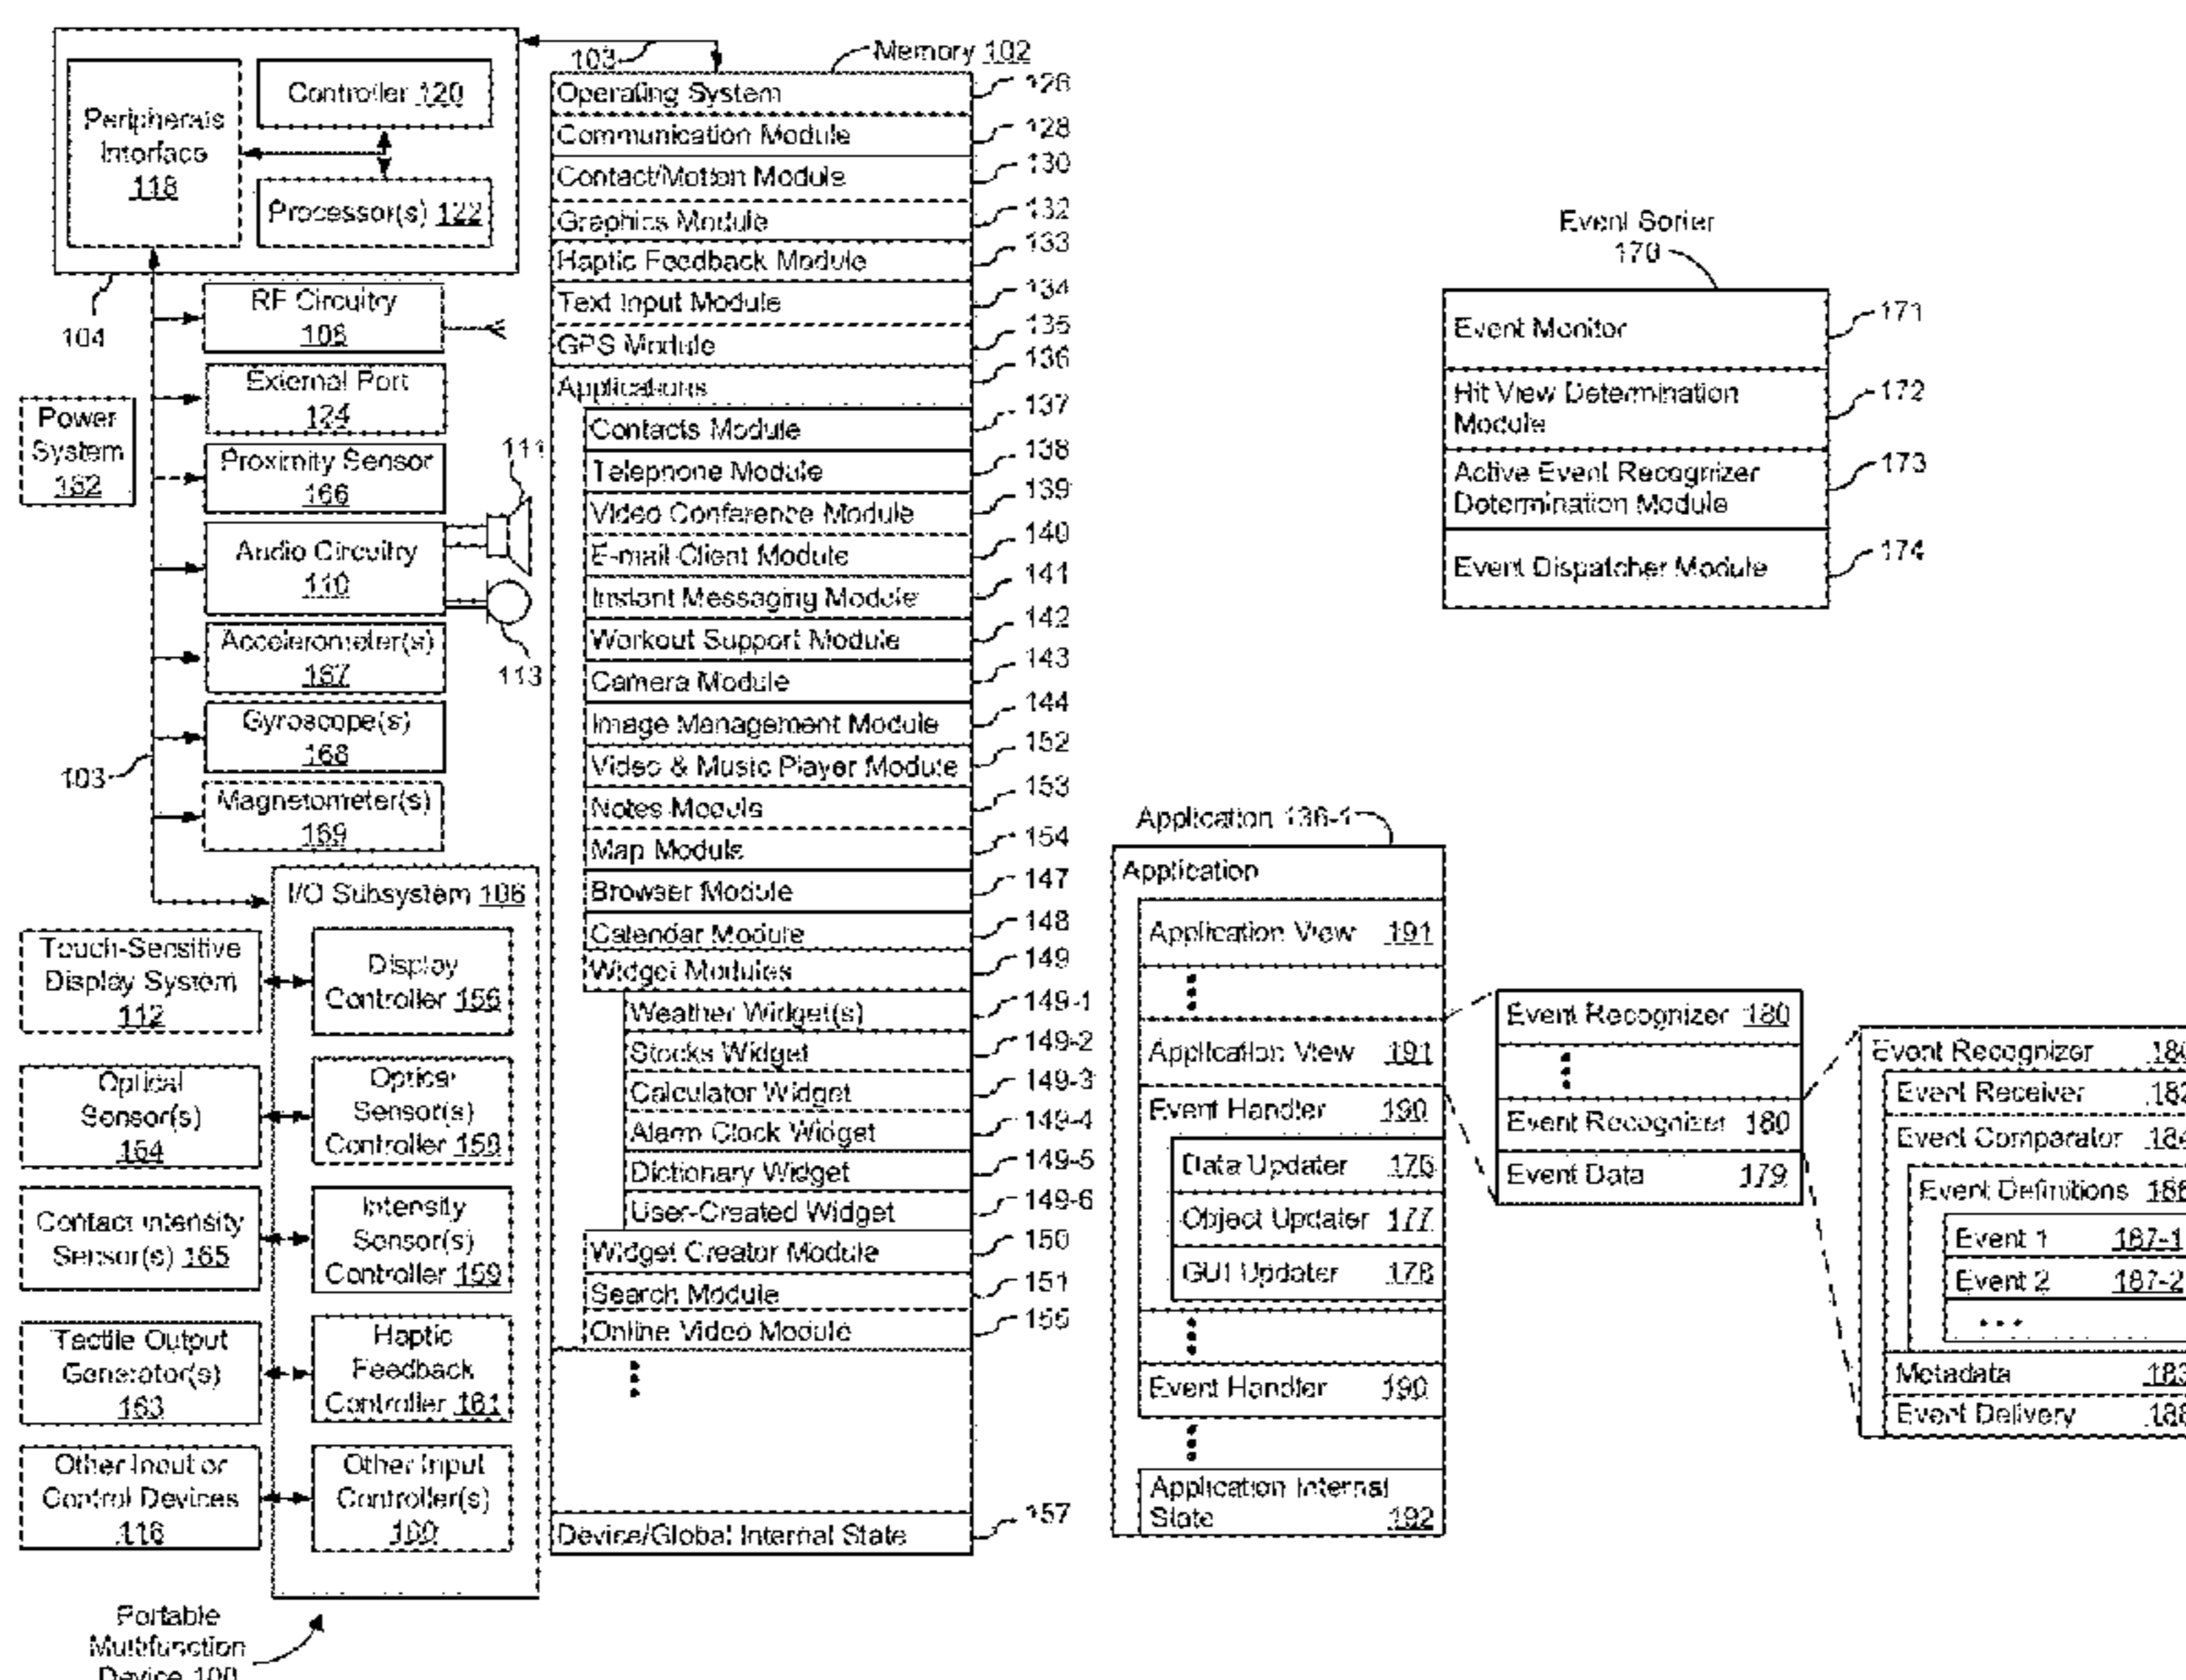 Memory 102
103
Controller 120
Peripherals
Interface
118
Processor(s) 122
104
RF Circuitry
108
External Port
124
Power
System
162
Proximity Sensor
166
111
Audio Circuitry
110
113
Accelerometer(s)
167
Gyroscope(s)
168
103
Magnetometer(s)
169
I/O Subsystem 106
Touch-Sensitive
Display System
112
Display
Controller 156
Optical
Sensor(s)
164
Optical
Sensor(s)
Controller 158
Contact Intensity
Sensor(s) 165
Intensity
Sensor(s)
Controller 159
Tactile Output
Generator(s)
163
Haptic
Feedback
Controller 161
Other Input or
Control Devices
116
Other Input
Controller(s)
160
Portable
Multifunction
Device 100
Operating System 126
Communication Module 128
Contact/Motion Module 130
Graphics Module 132
Haptic Feedback Module 133
Text Input Module 134
GPS Module 135
Applications 136
Contacts Module 137
Telephone Module 138
Video Conference Module 139
E-mail Client Module 140
Instant Messaging Module 141
Workout Support Module 142
Camera Module 143
Image Management Module 144
Video & Music Player Module 152
Notes Module 153
Map Module 154
Browser Module 147
Calendar Module 148
Widget Modules 149
Weather Widget(s) 149-1
Stocks Widget 149-2
Calculator Widget 149-3
Alarm Clock Widget 149-4
Dictionary Widget 149-5
User-Created Widget 149-6
Widget Creator Module 150
Search Module 151
Online Video Module 155
Device/Global Internal State 157
Event Sorter
170
Event Monitor 171
Hit View Determination
Module 172
Active Event Recognizer
Determination Module 173
Event Dispatcher Module 174
Application 136-1
Application
Application View 191
Application View 191
Event Handler 190
Data Updater 176
Object Updater 177
GUI Updater 178
Event Handler 190
Application Internal
State 192
Event Recognizer 180
Event Recognizer 180
Event Data 179
Event Recognizer
Event Receiver
Event Comparator
Event Definitions
Event 1 187-1
Event 2 187-2
Metadata
Event Delivery